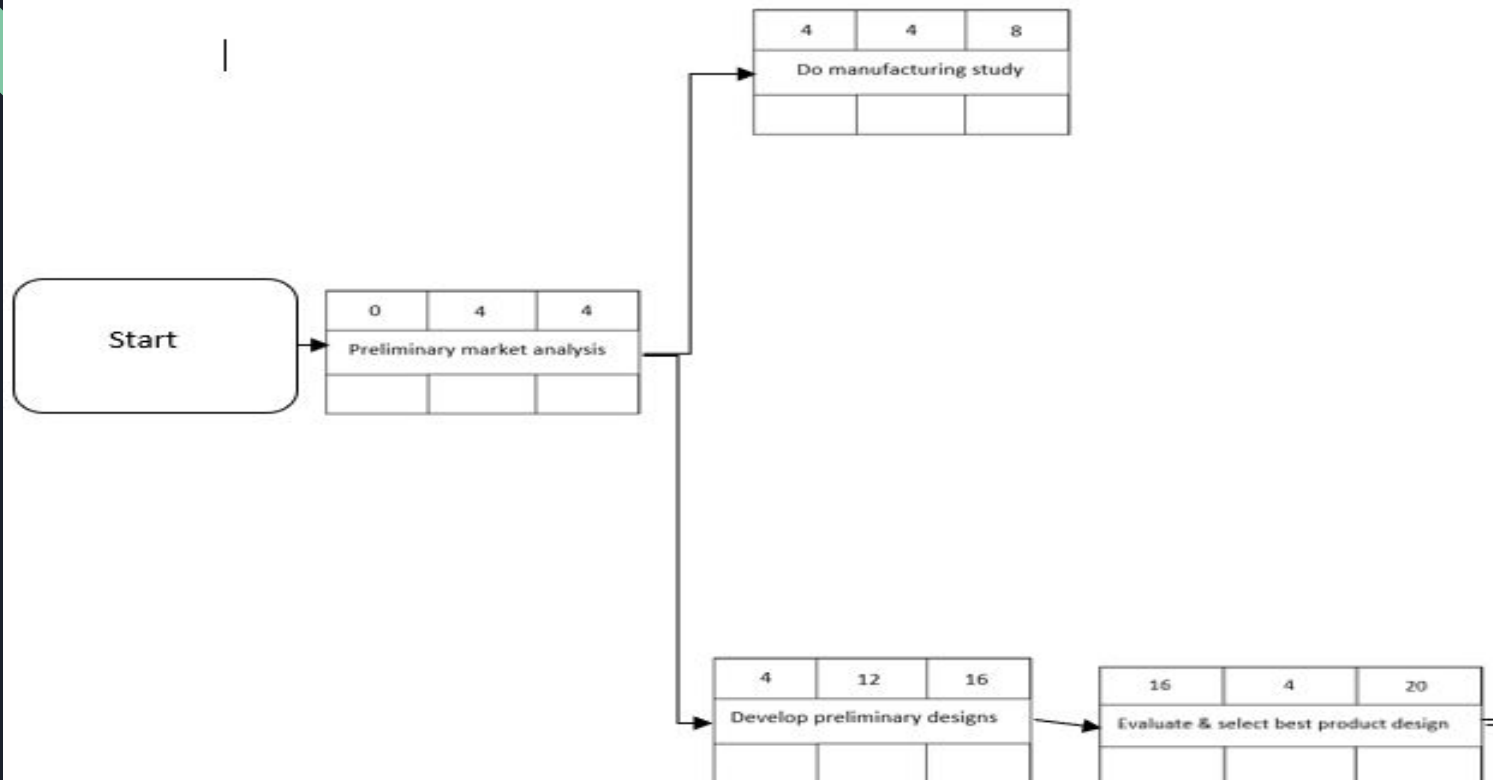 4 4 8
Do manufacturing study
Start
0 4 4
Preliminary market analysis
4 12 16
Develop preliminary designs
16 4 20
Evaluate & select best product design